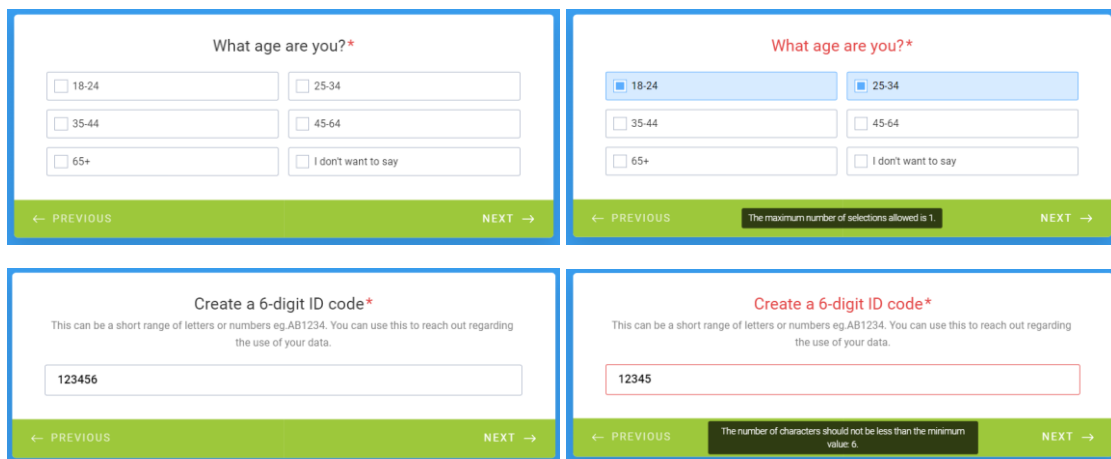 What age are you?*
18-24
25-34
35-44
45-64
65+
I don't want to say
← PREVIOUS
NEXT →
What age are you?*
18-24
25-34
35-44
45-64
65+
I don't want to say
← PREVIOUS
The maximum number of selections allowed is 1.
NEXT →
Create a 6-digit ID code*
This can be a short range of letters or numbers eg.AB1234. You can use this to reach out regarding
the use of your data.
123456
← PREVIOUS
NEXT →
Create a 6-digit ID code*
This can be a short range of letters or numbers eg.AB1234. You can use this to reach out regarding
the use of your data.
12345
← PREVIOUS
The number of characters should not be less than the minimum
value: 6.
NEXT →